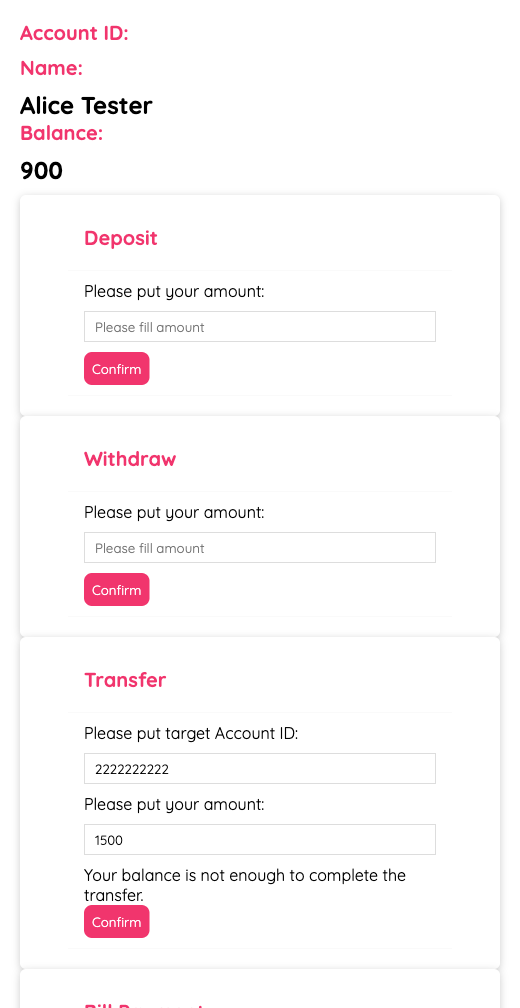 Account ID:
Name:
Alice Tester
Balance:
900
Deposit
Please put your amount:
Please fill amount
Confirm
Withdraw
Please put your amount:
Please fill amount
Confirm
Transfer
Please put target Account ID:
2222222222
Please put your amount:
1500
Your balance is not enough to complete the
transfer.
Confirm